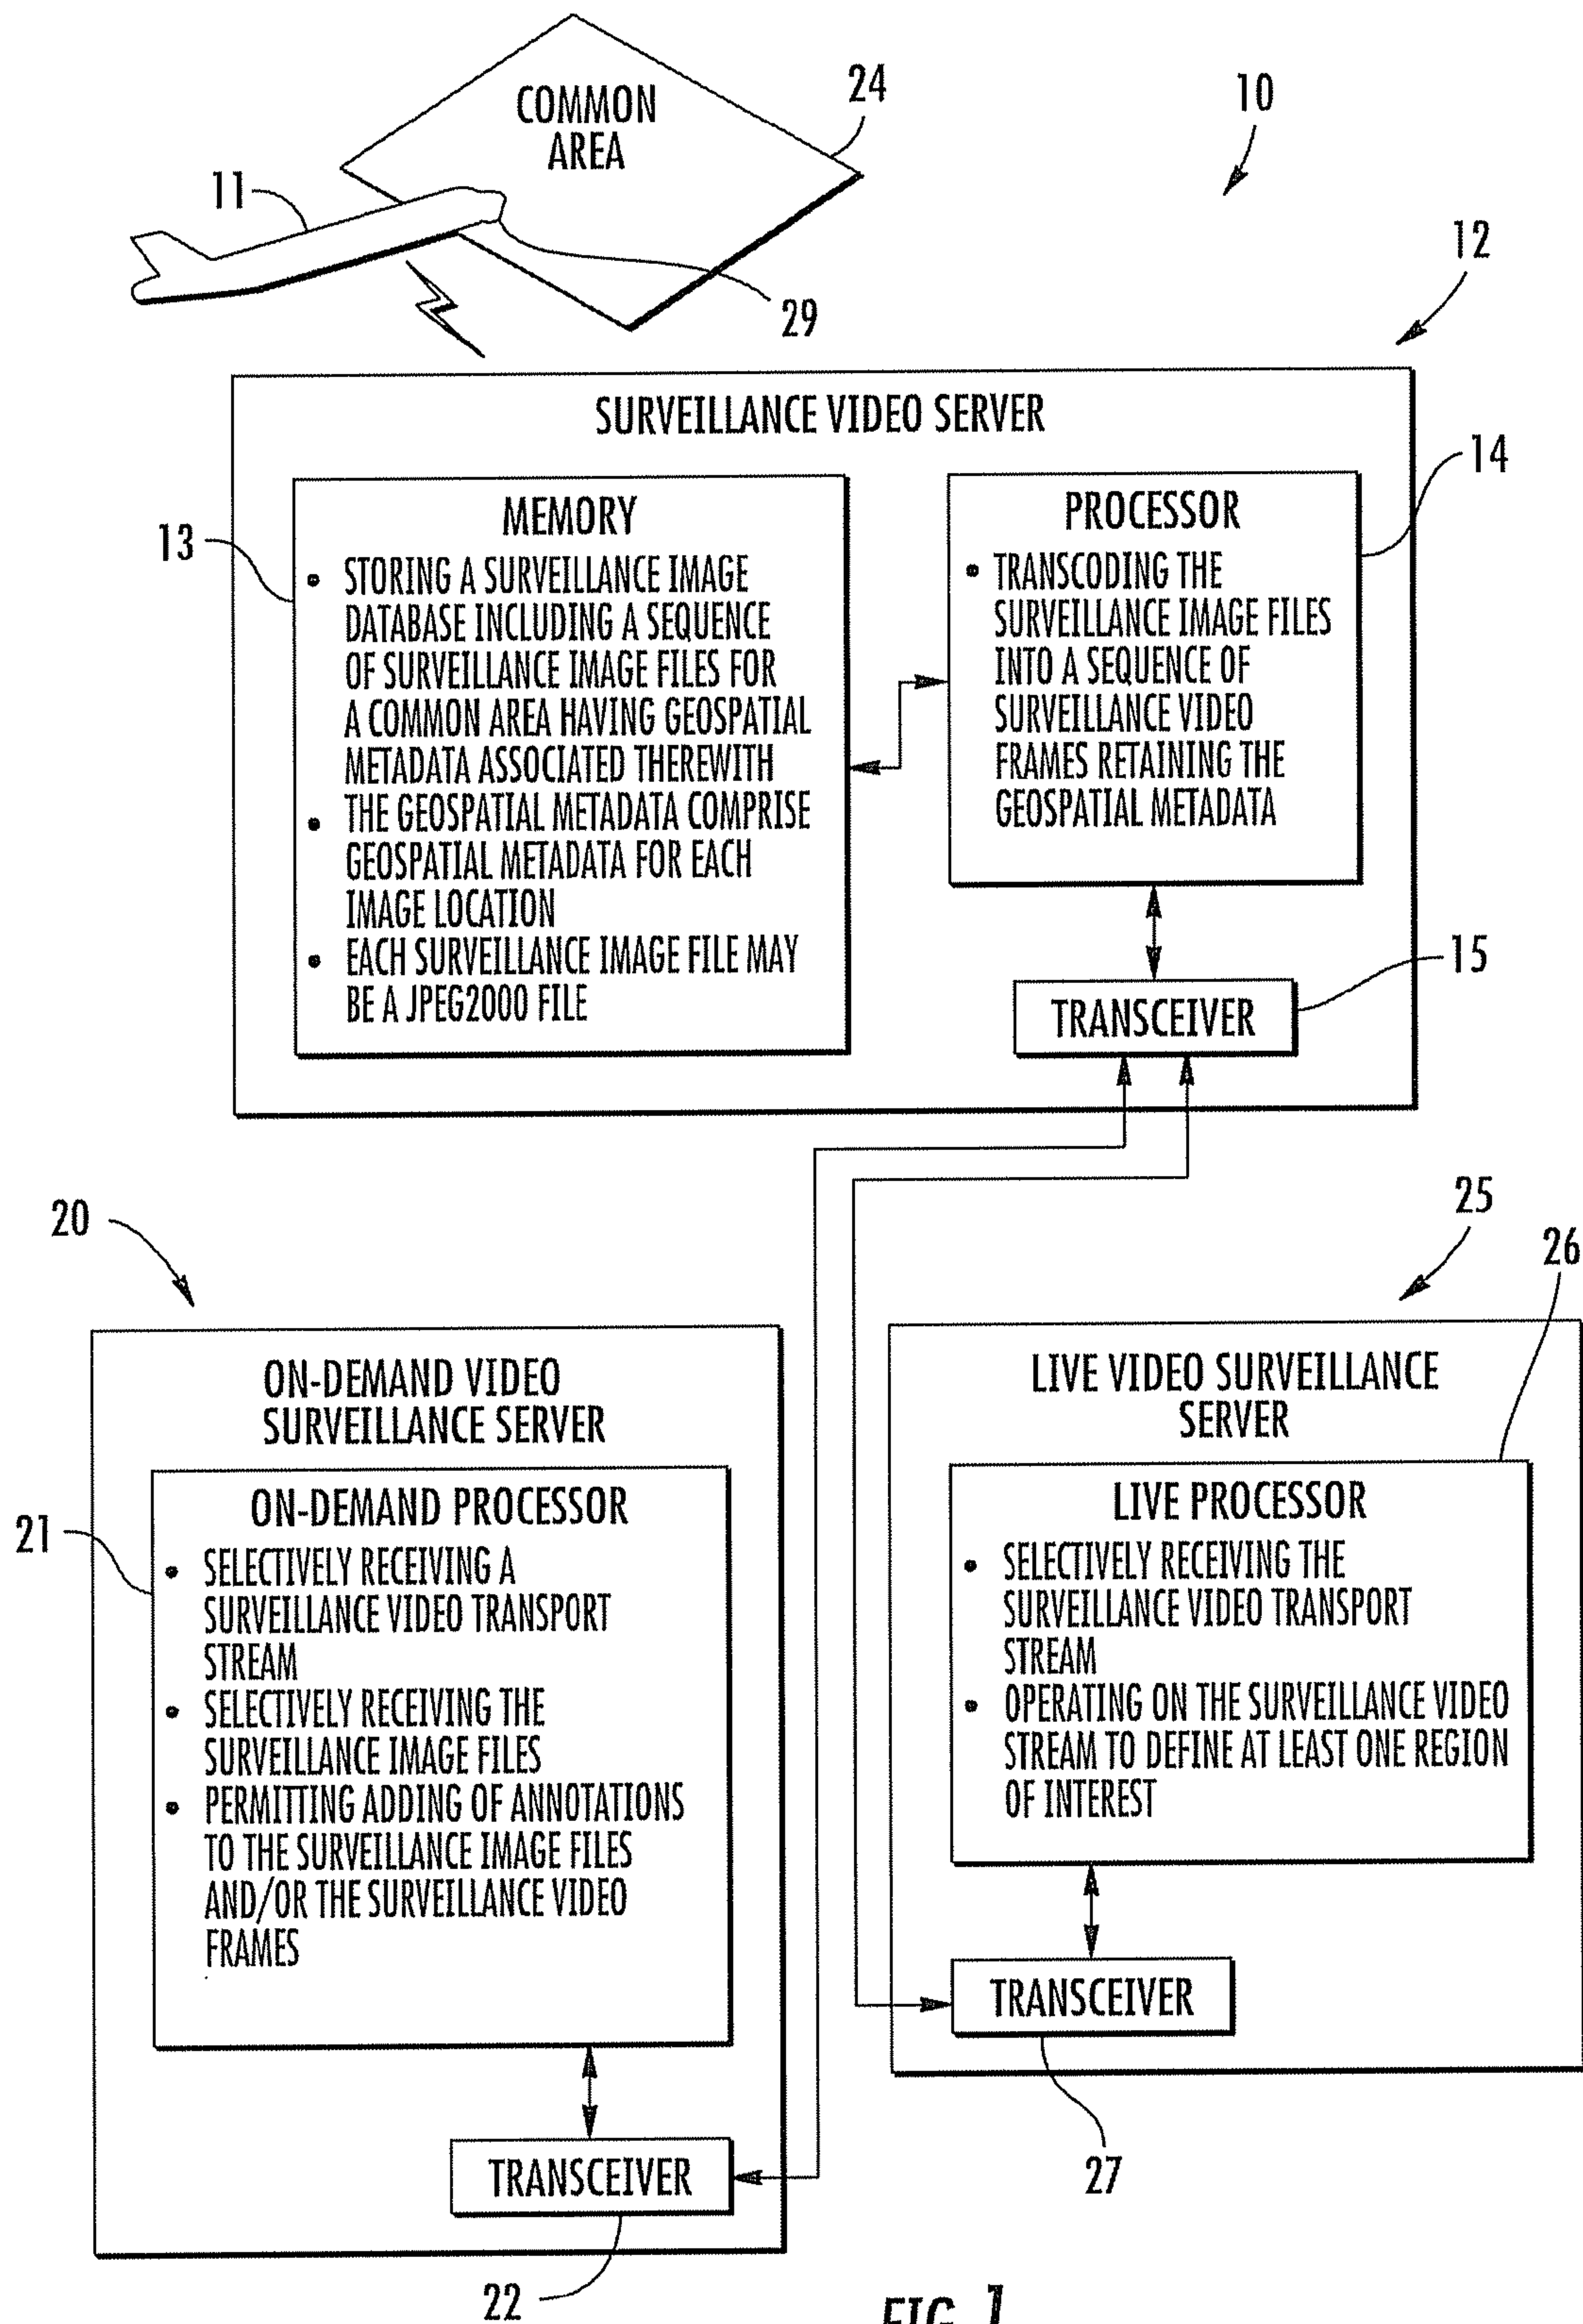 COMMON
AREA
24
10
11
29
12
SURVEILLANCE VIDEO SERVER
13
MEMORY
• STORING A SURVEILLANCE IMAGE
DATABASE INCLUDING A SEQUENCE
OF SURVEILLANCE IMAGE FILES FOR
A COMMON AREA HAVING GEOSPATIAL
METADATA ASSOCIATED THEREWITH
• THE GEOSPATIAL METADATA COMPRISE
GEOSPATIAL METADATA FOR EACH
IMAGE LOCATION
• EACH SURVEILLANCE IMAGE FILE MAY
BE A JPEG2000 FILE
14
PROCESSOR
• TRANSCODING THE
SURVEILLANCE IMAGE FILES
INTO A SEQUENCE OF
SURVEILLANCE VIDEO
FRAMES RETAINING THE
GEOSPATIAL METADATA
15
TRANSCEIVER
20
ON-DEMAND VIDEO
SURVEILLANCE SERVER
21
ON-DEMAND PROCESSOR
• SELECTIVELY RECEIVING A
SURVEILLANCE VIDEO TRANSPORT
STREAM
• SELECTIVELY RECEIVING THE
SURVEILLANCE IMAGE FILES
• PERMITTING ADDING OF ANNOTATIONS
TO THE SURVEILLANCE IMAGE FILES
AND/OR THE SURVEILLANCE VIDEO
FRAMES
TRANSCEIVER
22
25
26
LIVE VIDEO SURVEILLANCE
SERVER
LIVE PROCESSOR
• SELECTIVELY RECEIVING THE
SURVEILLANCE VIDEO TRANSPORT
STREAM
• OPERATING ON THE SURVEILLANCE VIDEO
STREAM TO DEFINE AT LEAST ONE REGION
OF INTEREST
TRANSCEIVER
27
FIG. 1